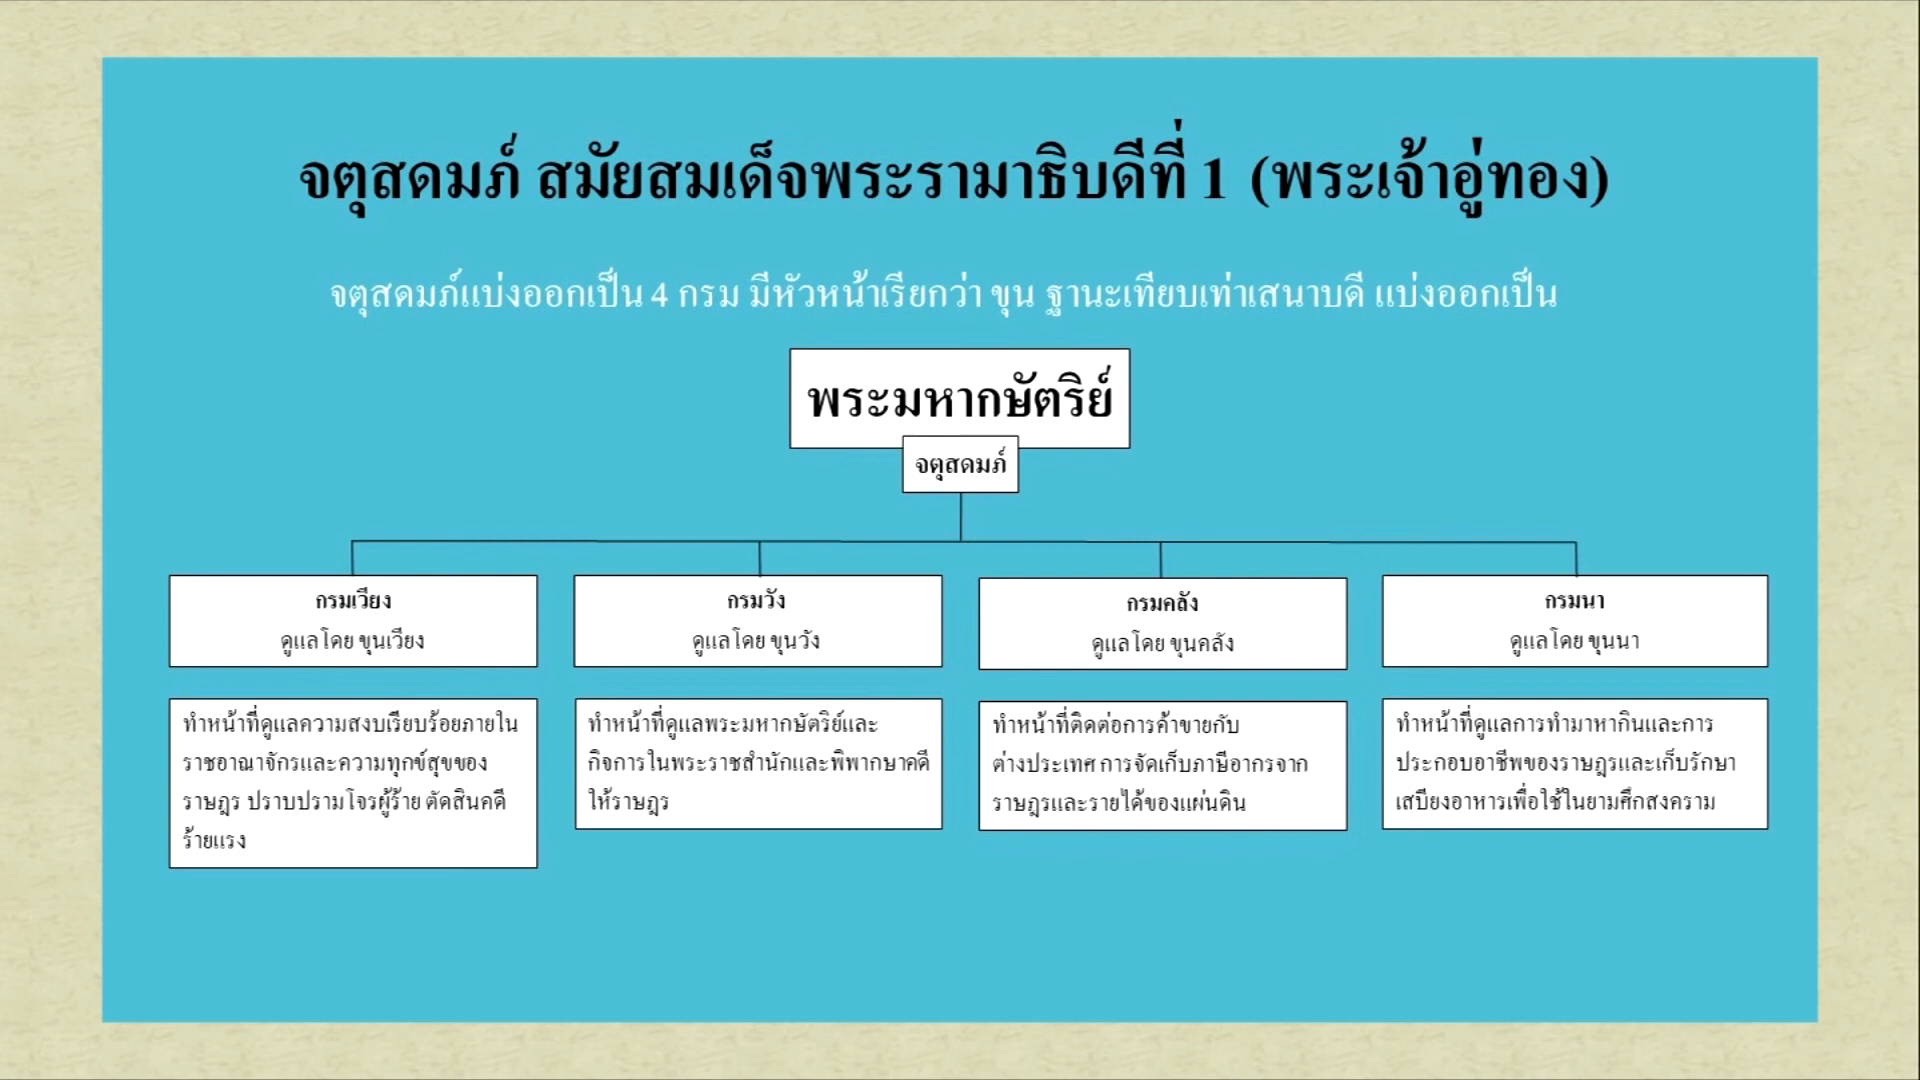 จตุสดมภ์ สมัยสมเด็จพระรามาธิบดีที่ 1 (พระเจ้าอู่ทอง)
จตุสดมภ์แบ่งออกเป็น 4 กรม มีหัวหน้าเรียกว่า ขุน ฐานะเทียบเท่าเสนาบดี แบ่งออกเป็น
พระมหากษัตริย์
จตุสดมภ์
กรมเวียง
ดูแลโดย ขุนเวียง
ทำหน้าที่ดูแลความสงบเรียบร้อยภายใน
ราชอาณาจักรและความทุกข์สุขของ
ราษฎร ปราบปรามโจรผู้ร้าย ตัดสินคดี
ร้ายแรง
กรมวัง
ดูแลโดย ขุนวัง
ทำหน้าที่ดูแลพระมหากษัตริย์และ
กิจการในพระราชสำนักและพิพากษาคดี
ให้ราษฎร
กรมคลัง
ดูแลโดย ขุนคลัง
ทำหน้าที่ติดต่อการค้าขายกับ
ต่างประเทศ การจัดเก็บภาษีอากรจาก
ราษฎรและรายได้ของแผ่นดิน
กรมนา
ดูแลโดย ขุนนา
ทำหน้าที่ดูแลการทำมาหากินและการ
ประกอบอาชีพของราษฎรและเก็บรักษา
เสบียงอาหารเพื่อใช้ในยามศึกสงคราม